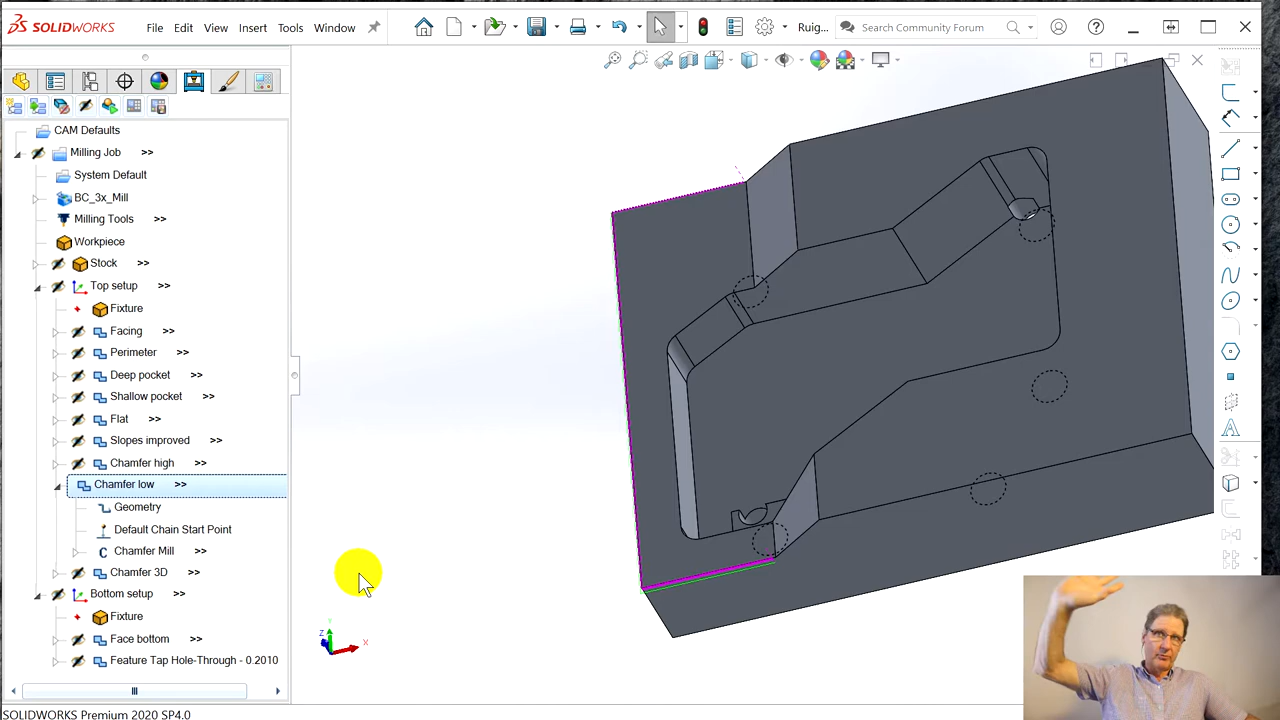 SOLIDWORKS File Edit View Insert Tools Window Ruig... Search Community Forum
CAM Defaults
Milling Job >>
System Default
BC_3x_Mill
Milling Tools >>
Workpiece
Stock >>
Top setup >>
Fixture
Facing >>
Perimeter >>
Deep pocket >>
Shallow pocket >>
Flat >>
Slopes improved >>
Chamfer high >>
Chamfer low >>
Geometry
Default Chain Start Point
C Chamfer Mill >>
Chamfer 3D >>
Bottom setup >>
Fixture
Face bottom >>
Feature Tap Hole-Through - 0.2010
Y
Z X
SOLIDWORKS Premium 2020 SP4.0